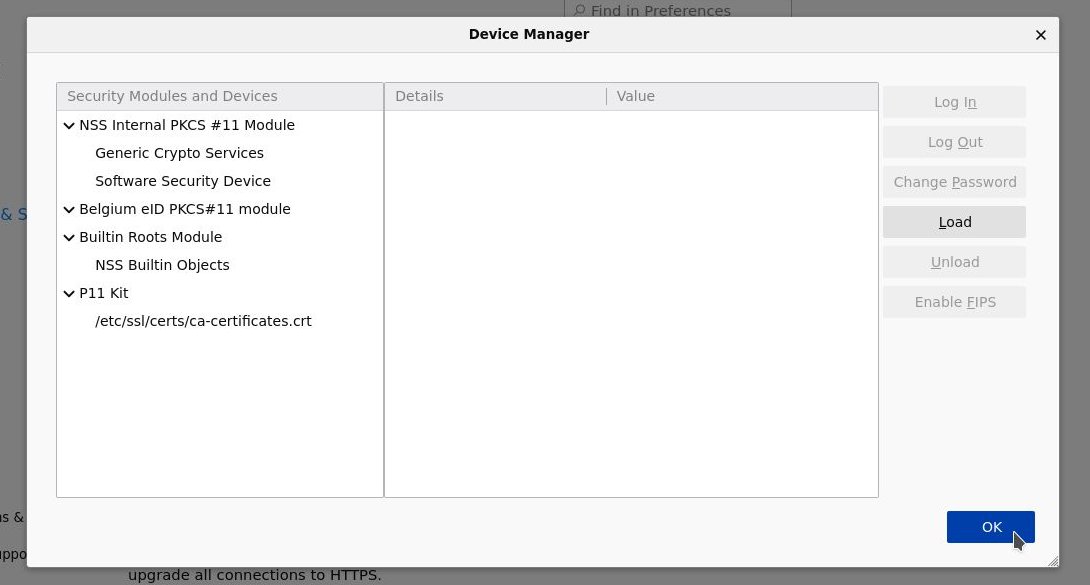 Find in Preferences
Device Manager
Security Modules and Devices
Details
Value
NSS Internal PKCS #11 Module
Generic Crypto Services
Software Security Device
Belgium eID PKCS#11 module
Builtin Roots Module
NSS Builtin Objects
P11 Kit
/etc/ssl/certs/ca-certificates.crt
Log In
Log Out
Change Password
Load
Unload
Enable FIPS
OK
& S
&
upgrade all connections to HTTPS.